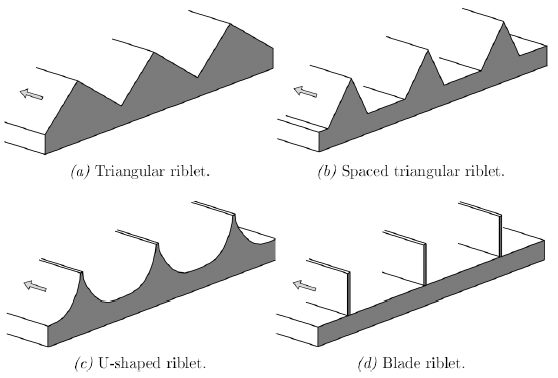 (a) Triangular riblet.
(b) Spaced triangular riblet.
(c) U-shaped riblet.
(d) Blade riblet.